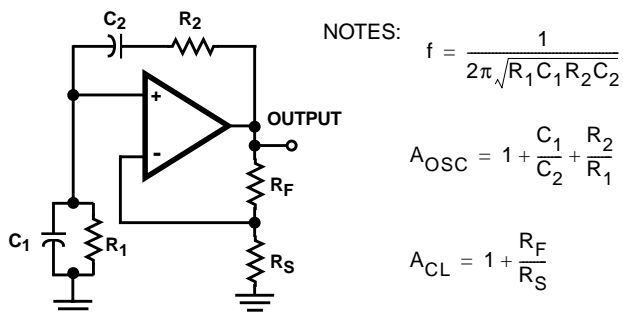 C2
R2
NOTES:
f = 1 / 2π√R1C1R2C2
+
OUTPUT
-
AOSC = 1 + C1/C2 + R2/R1
RF
C1
R1
RS
ACL = 1 + RF/RS